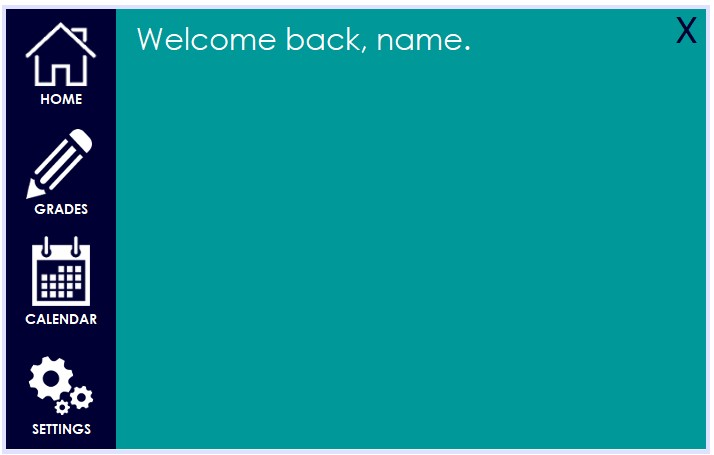 Welcome back, name.
X
HOME
GRADES
CALENDAR
SETTINGS